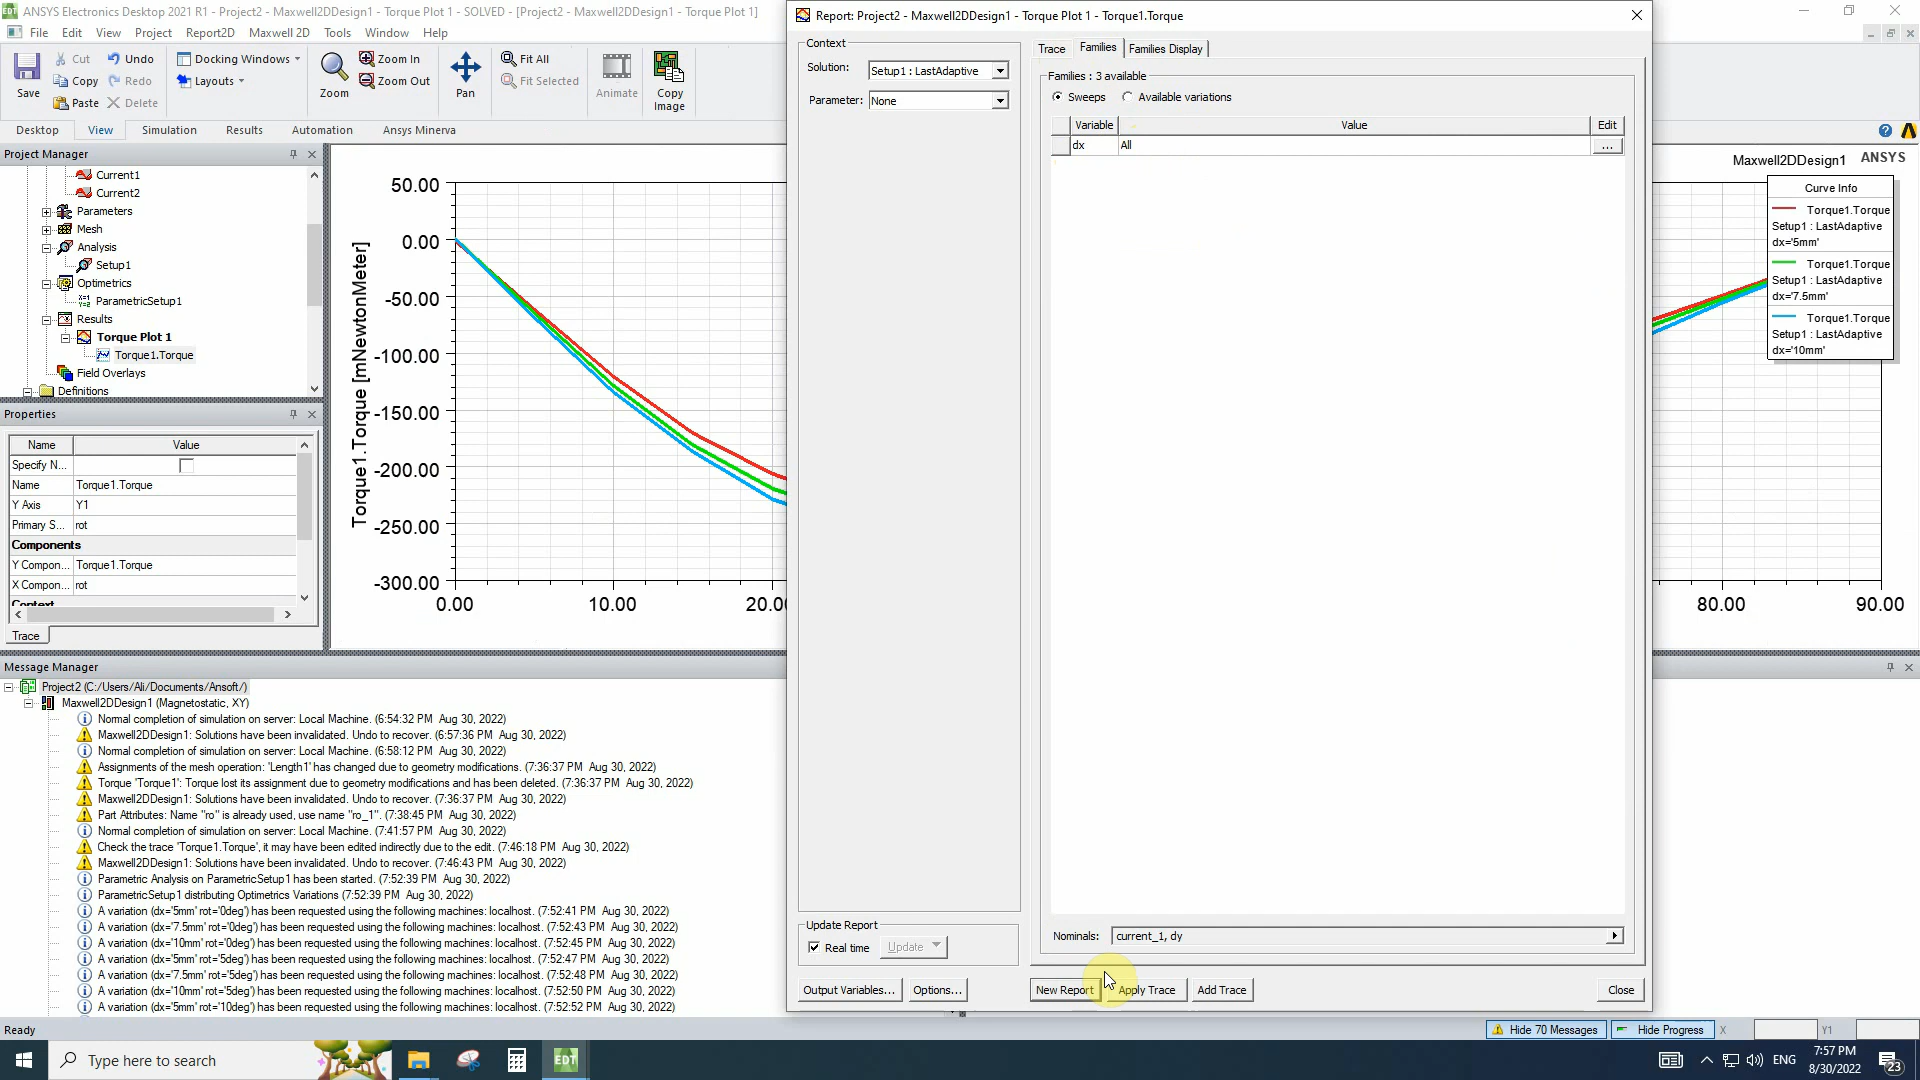 ANSYS Electronics Desktop 2021 R1 - Project2 - Maxwell2DDesign1 - Torque Plot 1 - SOLVED - [Project2 - Maxwell2DDesign1 - Torque Plot 1]
File Edit View Project Report2D Maxwell 2D Tools Window Help
Save
Cut
Copy
Paste
Undo
Redo
Delete
Docking Windows
Layouts
Zoom
Zoom In
Zoom Out
Pan
Fit All
Fit Selected
Animate
Copy Image
Desktop View Simulation Results Automation Ansys Minerva
Project Manager
Current1
Current2
Parameters
Mesh
Analysis
Setup1
Optimetrics
ParametricSetup1
Results
Torque Plot 1
Torque1.Torque
Field Overlays
Definitions
Properties
Name Value
Specify N...
Name Torque1.Torque
Y Axis Y1
Primary S... rot
Components
Y Compon... Torque1.Torque
X Compon... rot
Context
Trace
Torque1.Torque [mNewtonMeter]
50.00
0.00
-50.00
-100.00
-150.00
-200.00
-250.00
-300.00
0.00 10.00 20.00 80.00 90.00
Maxwell2DDesign1 ANSYS
Curve Info
Torque1.Torque
Setup1 : LastAdaptive
dx='5mm'
Torque1.Torque
Setup1 : LastAdaptive
dx='7.5mm'
Torque1.Torque
Setup1 : LastAdaptive
dx='10mm'
Report: Project2 - Maxwell2DDesign1 - Torque Plot 1 - Torque1.Torque
Context
Solution: Setup1 : LastAdaptive
Parameter: None
Trace Families Families Display
Families : 3 available
Sweeps Available variations
Variable Value Edit
dx All ...
Nominals: current_1, dy
Update Report
Real time Update
Output Variables... Options... New Report Apply Trace Add Trace Close
Message Manager
Project2 (C:/Users/Ali/Documents/Ansoft/)
Maxwell2DDesign1 (Magnetostatic, XY)
Normal completion of simulation on server: Local Machine. (6:54:32 PM Aug 30, 2022)
Maxwell2DDesign1: Solutions have been invalidated. Undo to recover. (6:57:36 PM Aug 30, 2022)
Normal completion of simulation on server: Local Machine. (6:58:12 PM Aug 30, 2022)
Assignments of the mesh operation: 'Length1' has changed due to geometry modifications. (7:36:37 PM Aug 30, 2022)
Torque 'Torque1': Torque lost its assignment due to geometry modifications and has been deleted. (7:36:37 PM Aug 30, 2022)
Maxwell2DDesign1: Solutions have been invalidated. Undo to recover. (7:36:37 PM Aug 30, 2022)
Part Attributes: Name "ro" is already used, use name "ro_1". (7:38:45 PM Aug 30, 2022)
Normal completion of simulation on server: Local Machine. (7:41:57 PM Aug 30, 2022)
Check the trace 'Torque1.Torque', it may have been edited indirectly due to the edit. (7:46:18 PM Aug 30, 2022)
Maxwell2DDesign1: Solutions have been invalidated. Undo to recover. (7:46:43 PM Aug 30, 2022)
Parametric Analysis on ParametricSetup1 has been started. (7:52:39 PM Aug 30, 2022)
ParametricSetup1 distributing Optimetrics Variations (7:52:39 PM Aug 30, 2022)
A variation (dx='5mm' rot='0deg') has been requested using the following machines: localhost. (7:52:41 PM Aug 30, 2022)
A variation (dx='7.5mm' rot='0deg') has been requested using the following machines: localhost. (7:52:43 PM Aug 30, 2022)
A variation (dx='10mm' rot='0deg') has been requested using the following machines: localhost. (7:52:45 PM Aug 30, 2022)
A variation (dx='5mm' rot='5deg') has been requested using the following machines: localhost. (7:52:47 PM Aug 30, 2022)
A variation (dx='7.5mm' rot='5deg') has been requested using the following machines: localhost. (7:52:48 PM Aug 30, 2022)
A variation (dx='10mm' rot='5deg') has been requested using the following machines: localhost. (7:52:50 PM Aug 30, 2022)
A variation (dx='5mm' rot='10deg') has been requested using the following machines: localhost. (7:52:52 PM Aug 30, 2022)
Ready
Hide 70 Messages Hide Progress X Y1
Type here to search
EDT
ENG
7:57 PM
8/30/2022
23